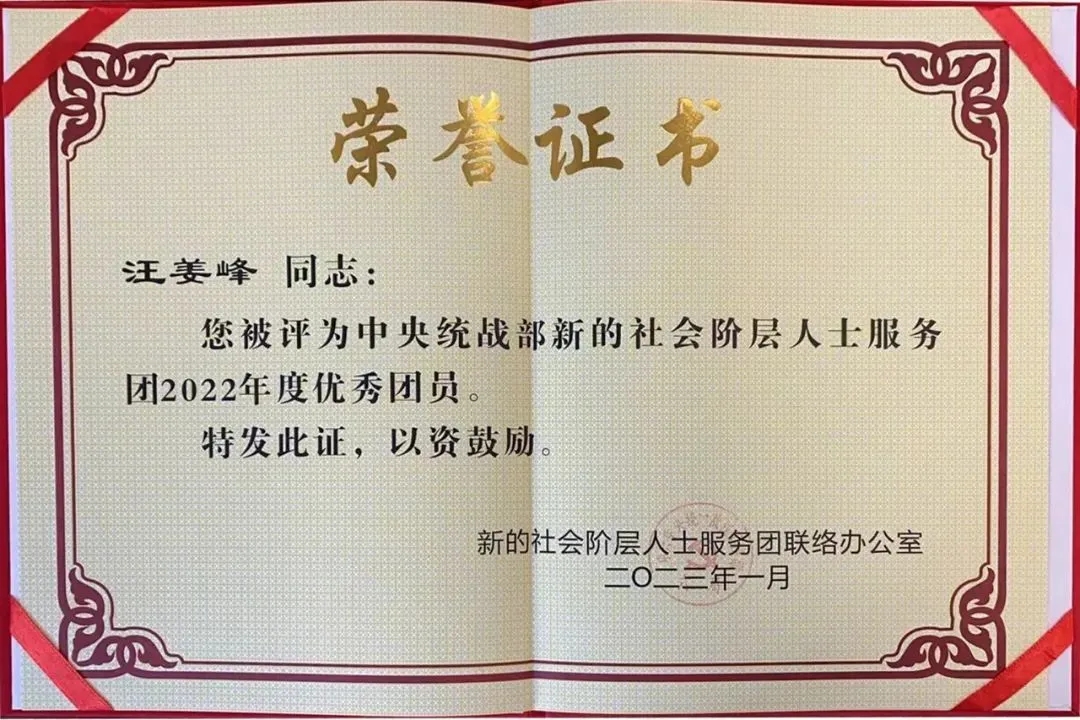 荣誉证书
汪姜峰 同志：
您被评为中央统战部新的社会阶层人士服务
团2022年度优秀团员。
特发此证，以资鼓励。
新的社会阶层人士服务团联络办公室
二〇二三年一月